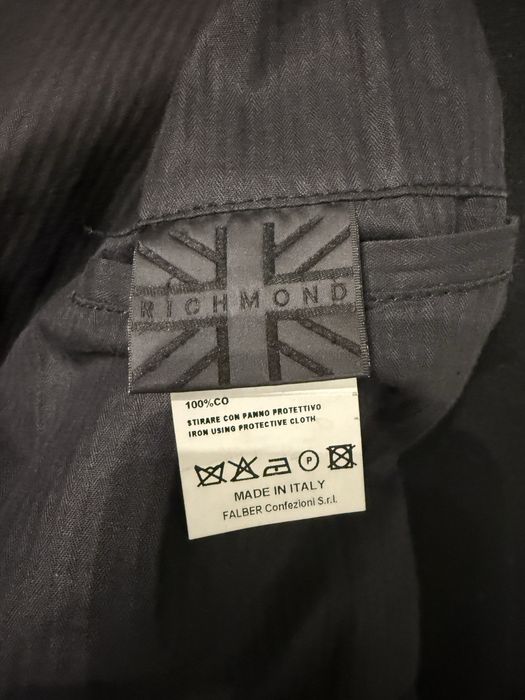 RICHMOND
100%CO
STIRARE CON PANNO PROTETTIVO
IRON USING PROTECTIVE CLOTH
P
MADE IN ITALY
FALBER Confezioni S.r.l.